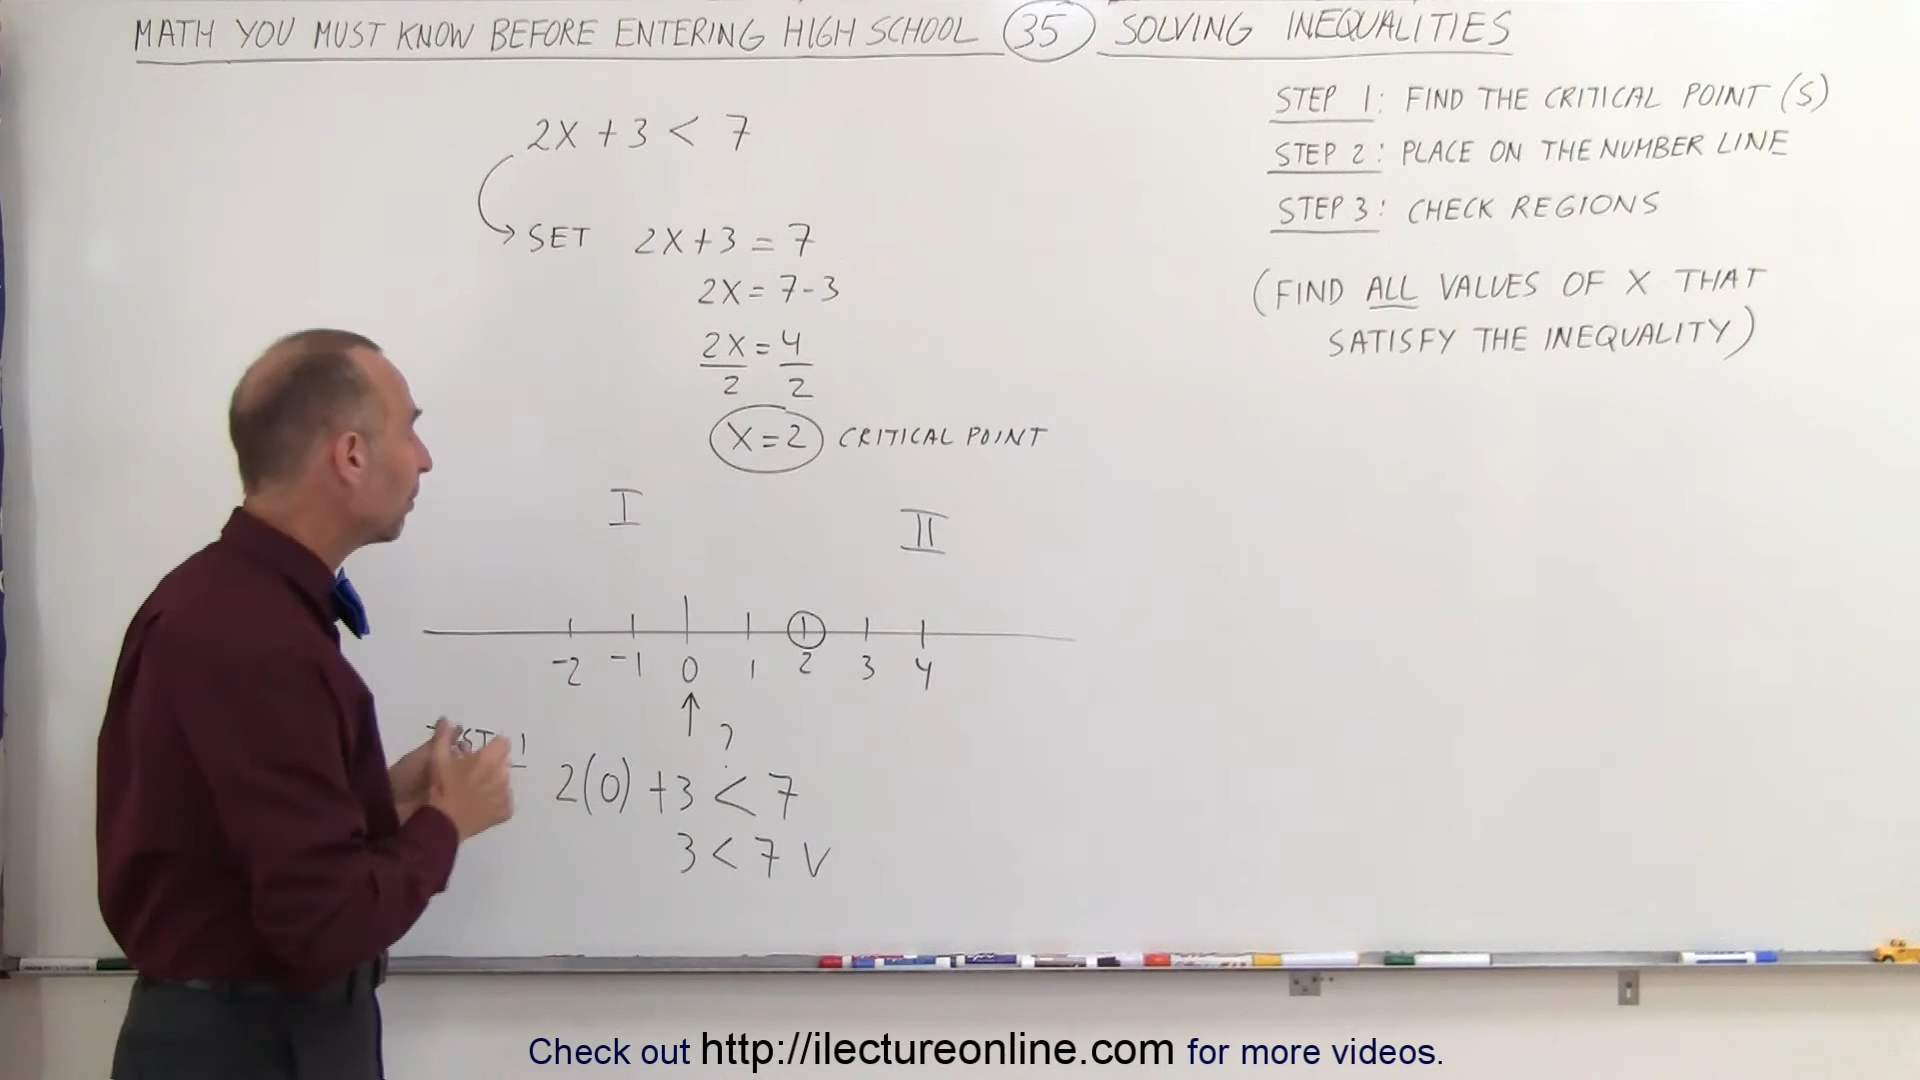 MATH YOU MUST KNOW BEFORE ENTERING HIGH SCHOOL 35 SOLVING INEQUALITIES
STEP 1: FIND THE CRITICAL POINT(S)
STEP 2: PLACE ON THE NUMBER LINE
STEP 3: CHECK REGIONS
(FIND ALL VALUES OF X THAT
SATISFY THE INEQUALITY)
2X + 3 < 7
SET 2X+3 = 7
2X = 7-3
2X = 4
2 2
X = 2 CRITICAL POINT
I II
-2 -1 0 1 2 3 4
?
1
2(0) + 3 < 7
3 < 7 V
Check out http://ilectureonline.com for more videos.